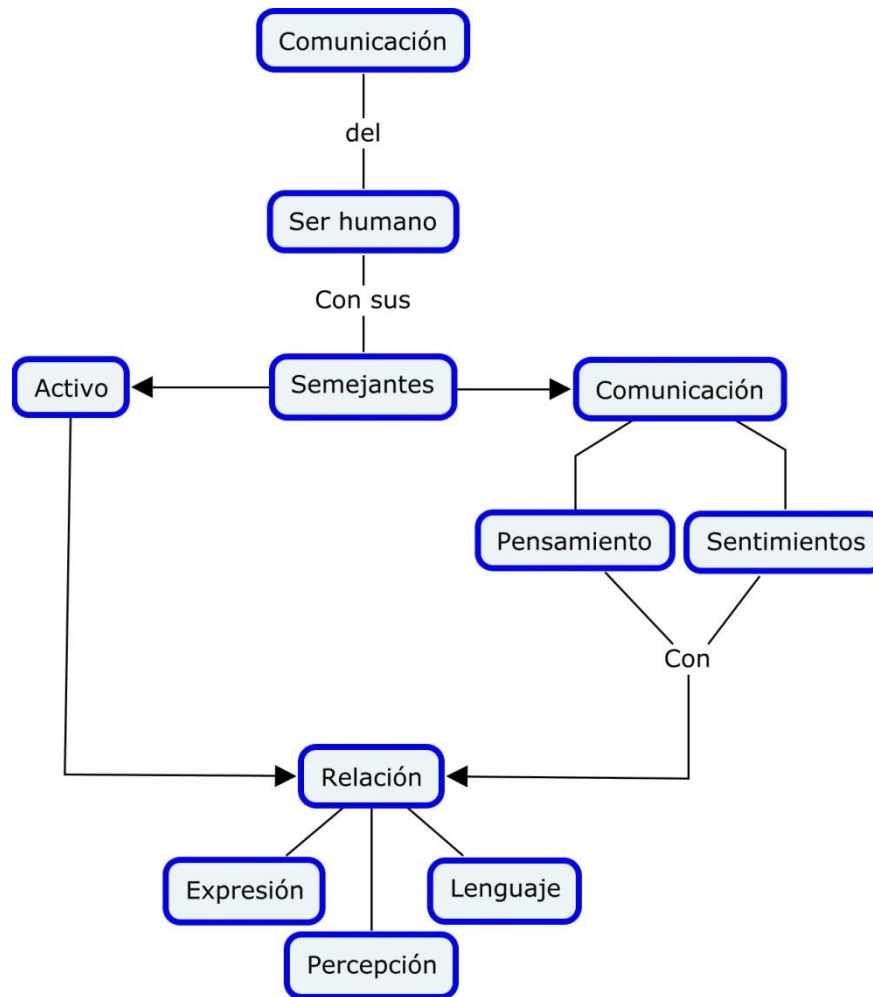 Comunicación
del
Ser humano
Con sus
Activo
Semejantes
Comunicación
Pensamiento
Sentimientos
Con
Relación
Expresión
Lenguaje
Percepción